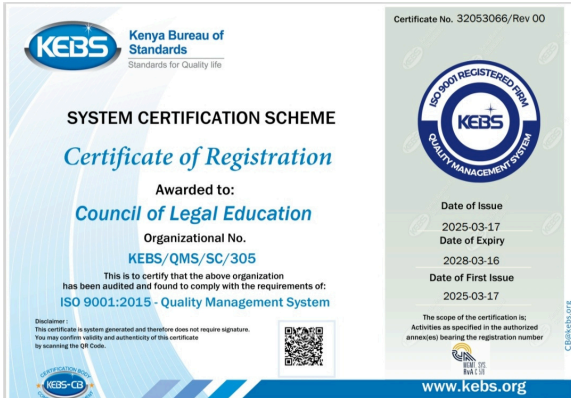 KEBS
Kenya Bureau of
Standards
Standards for Quality life
SYSTEM CERTIFICATION SCHEME
Certificate of Registration
Awarded to:
Council of Legal Education
Organizational No.
KEBS/QMS/SC/305
This is to certify that the above organization
has been audited and found to comply with the requirements of:
ISO 9001:2015 - Quality Management System
Disclaimer :
This certificate is system generated and therefore does not require signature.
You may confirm validity and authenticity of this certificate
by scanning the QR Code.
CERTIFICATION BODY
KEBS-CB
Certificate No. 32053066/Rev 00
ISO 9001 REGISTERED FIRM
KEBS
QUALITY MANAGEMENT SYSTEM
Date of Issue
2025-03-17
Date of Expiry
2028-03-16
Date of First Issue
2025-03-17
The scope of the certification is;
Activities as specified in the authorized
annex(es) bearing the registration number
MGMT. SYS.
RvA C 519
CB@kebs.org
www.kebs.org